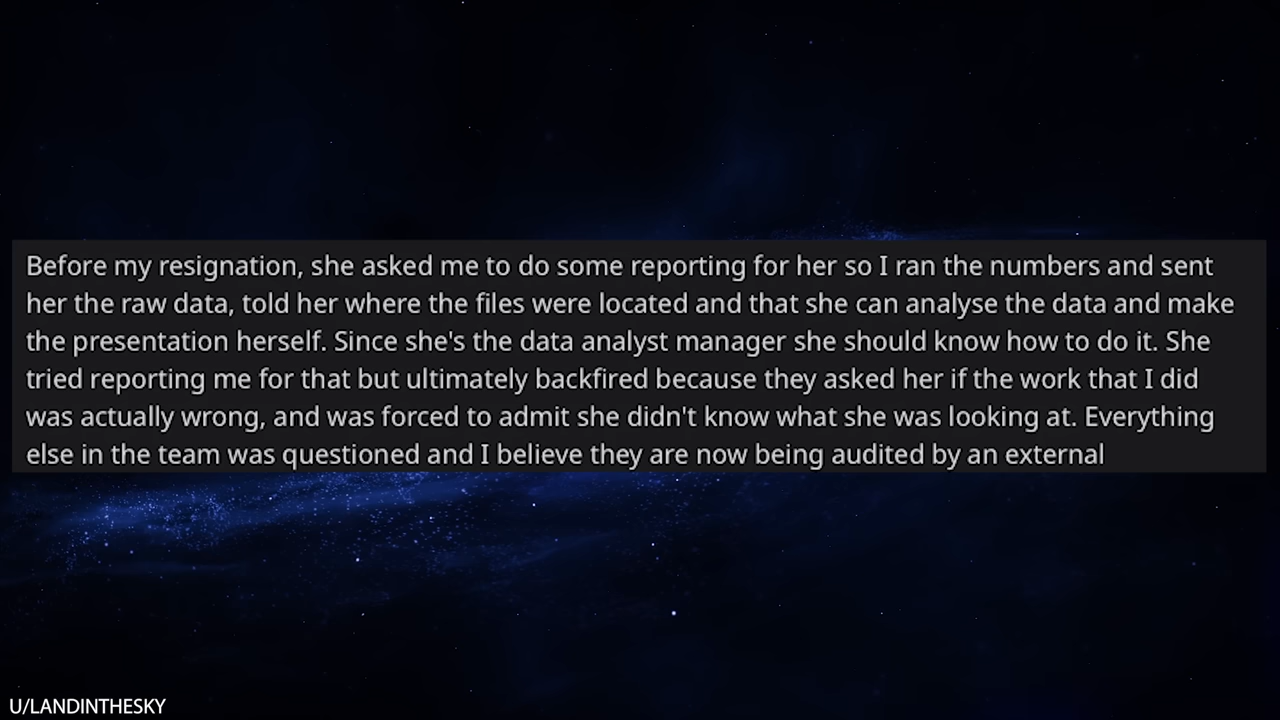 Before my resignation, she asked me to do some reporting for her so I ran the numbers and sent
her the raw data, told her where the files were located and that she can analyse the data and make
the presentation herself. Since she's the data analyst manager she should know how to do it. She
tried reporting me for that but ultimately backfired because they asked her if the work that I did
was actually wrong, and was forced to admit she didn't know what she was looking at. Everything
else in the team was questioned and I believe they are now being audited by an external
U/LANDINTHESKY